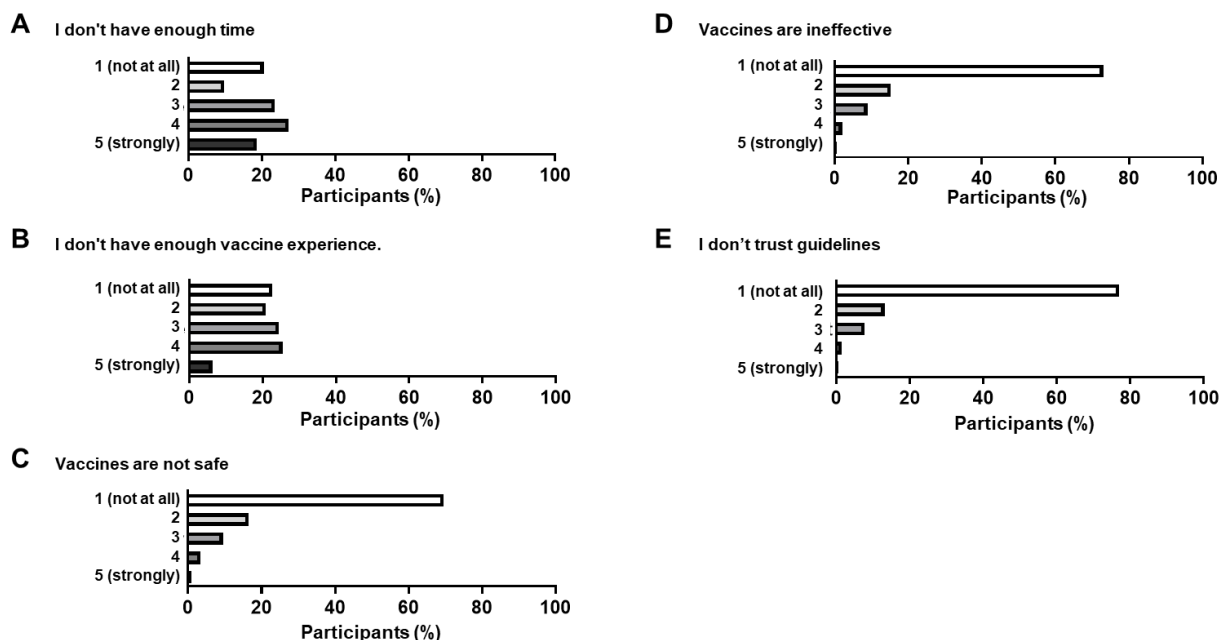 A I don't have enough time
1 (not at all)
2
3
4
5 (strongly)
0 20 40 60 80 100
Participants (%)
B I don't have enough vaccine experience.
1 (not at all)
2
3
4
5 (strongly)
0 20 40 60 80 100
Participants (%)
C Vaccines are not safe
1 (not at all)
2
3
4
5 (strongly)
0 20 40 60 80 100
Participants (%)
D Vaccines are ineffective
1 (not at all)
2
3
4
5 (strongly)
0 20 40 60 80 100
Participants (%)
E I don’t trust guidelines
1 (not at all)
2
3
4
5 (strongly)
0 20 40 60 80 100
Participants (%)